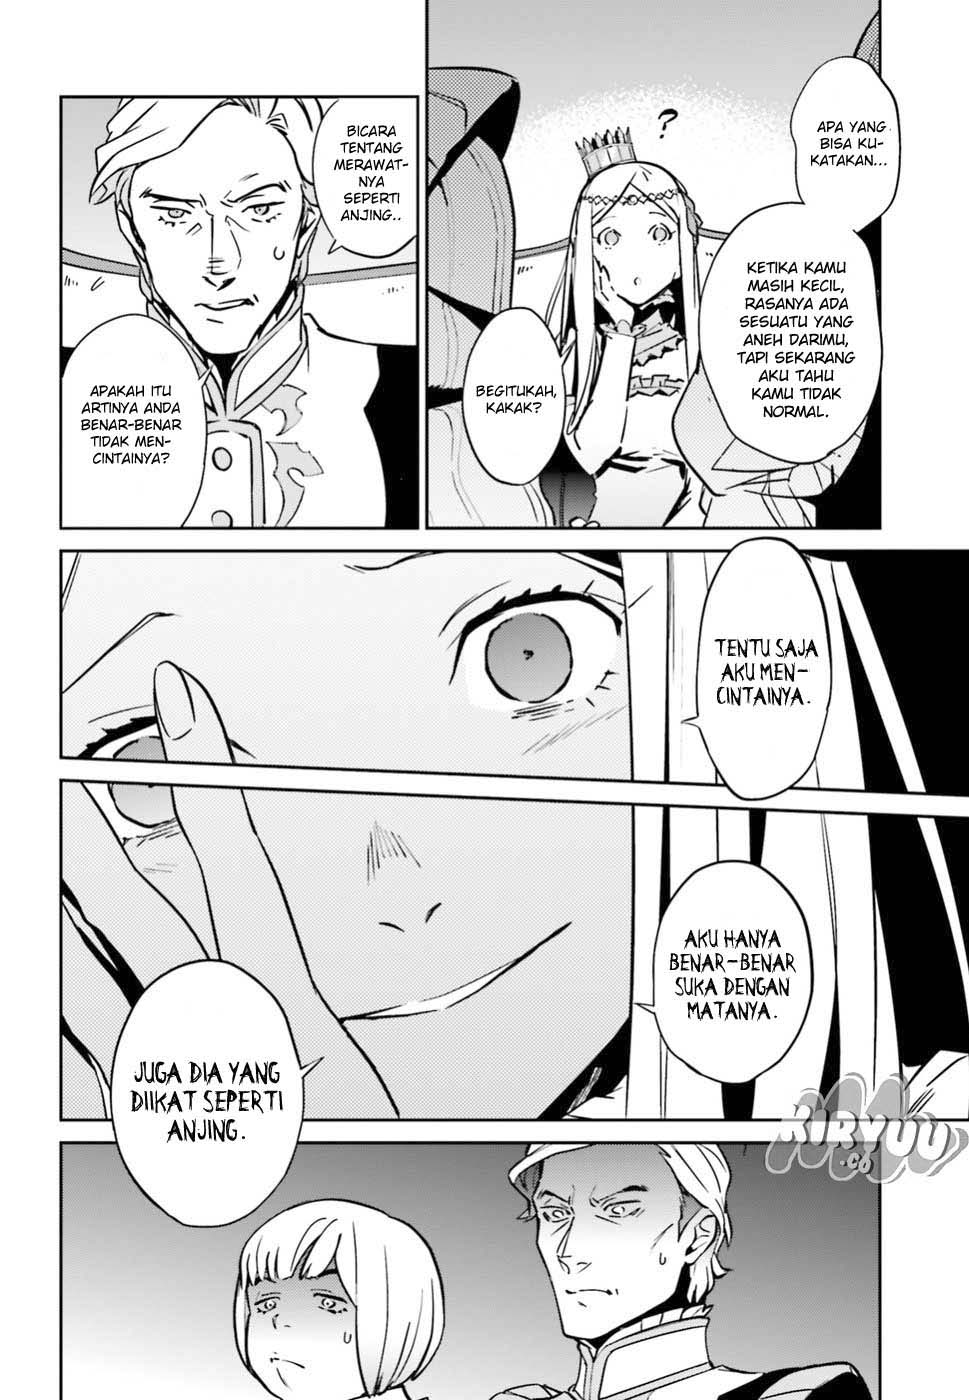 APA YANG
BISA KU-
KATAKAN...
?
KETIKA KAMU
MASIH KECIL,
RASANYA ADA
SESUATU YANG
ANEH DARIMU,
TAPI SEKARANG
AKU TAHU
KAMU TIDAK
NORMAL.
BEGITUKAH,
KAKAK?
BICARA
TENTANG
MERAWAT-
NYA
SEPERTI
ANJING..
APAKAH ITU
ARTINYA ANDA
BENAR-BENAR
TIDAK MEN-
CINTAINYA?
TENTU SAJA
AKU MEN-
CINTAINYA.
AKU HANYA
BENAR-BENAR
SUKA DENGAN
MATANYA.
JUGA DIA YANG
DIIKAT SEPERTI
ANJING.
KIRYUU
.CO